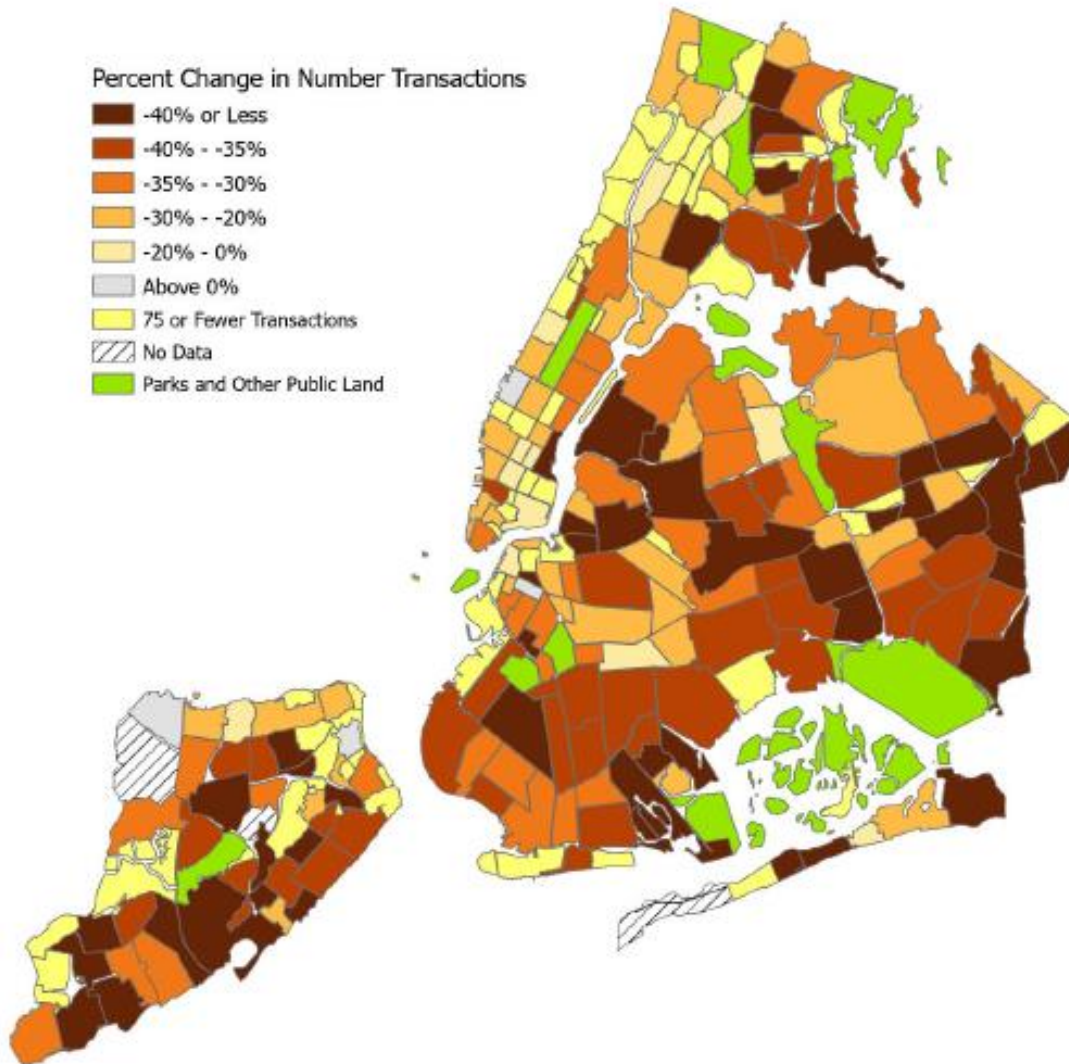 Percent Change in Number Transactions
-40% or Less
-40% - -35%
-35% - -30%
-30% - -20%
-20% - 0%
Above 0%
75 or Fewer Transactions
No Data
Parks and Other Public Land